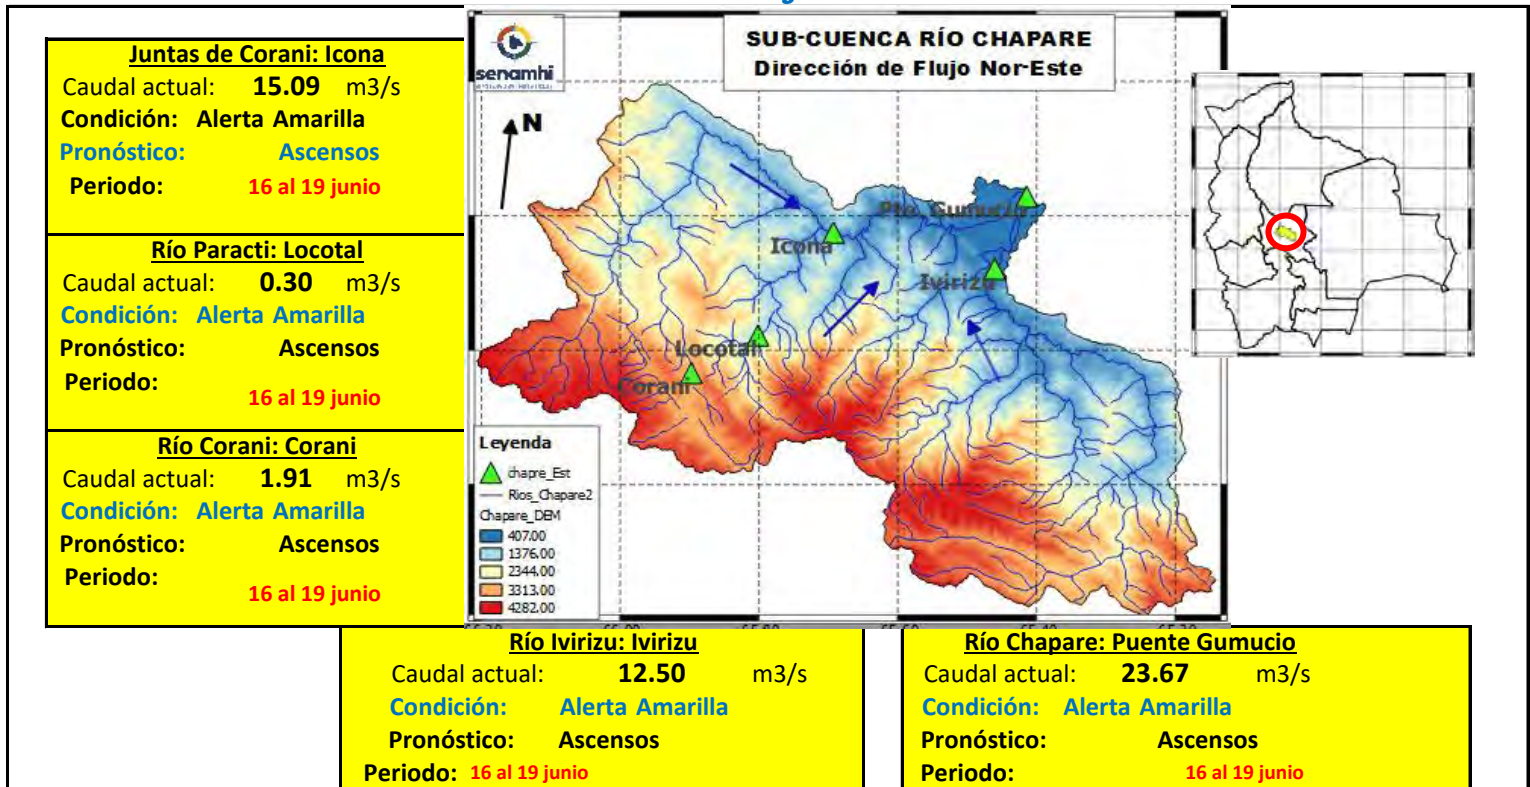 Juntas de Corani: Icona
Caudal actual: 15.09 m3/s
Condición: Alerta Amarilla
Pronóstico: Ascensos
Periodo: 16 al 19 junio
Río Paracti: Locotal
Caudal actual: 0.30 m3/s
Condición: Alerta Amarilla
Pronóstico: Ascensos
Periodo:
16 al 19 junio
Río Corani: Corani
Caudal actual: 1.91 m3/s
Condición: Alerta Amarilla
Pronóstico: Ascensos
Periodo:
16 al 19 junio
senamhi
SUB-CUENCA RÍO CHAPARE
Dirección de Flujo Nor-Este
N
Pto. Gumucio
Icona
Ivirizu
Locotal
Corani
Leyenda
chapre_Est
Rios_Chapare2
Chapare_DEM
407.00
1376.00
2344.00
3313.00
4282.00
Río Ivirizu: Ivirizu
Caudal actual: 12.50 m3/s
Condición: Alerta Amarilla
Pronóstico: Ascensos
Periodo: 16 al 19 junio
Río Chapare: Puente Gumucio
Caudal actual: 23.67 m3/s
Condición: Alerta Amarilla
Pronóstico: Ascensos
Periodo: 16 al 19 junio